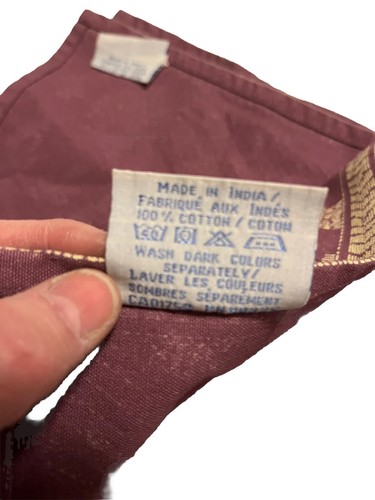 MADE IN INDIA/
FABRIQUÉ AUX INDES
100% COTTON/COTON
WASH DARK COLORS
SEPARATELY/
LAVER LES COULEURS
SOMBRES SÉPARÉMENT